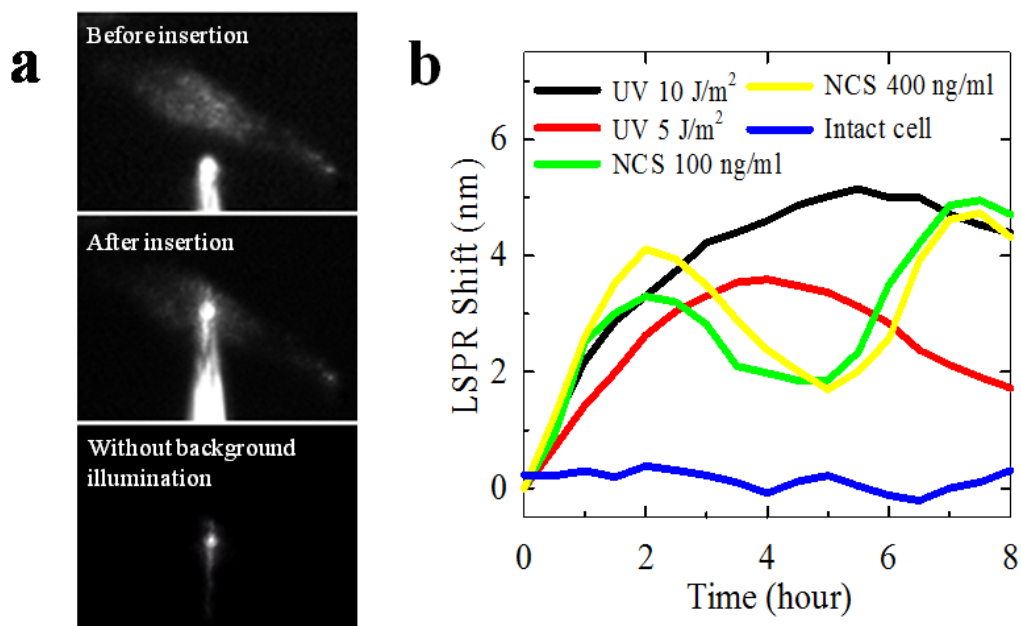 a
Before insertion
After insertion
Without background
illumination
b
UV 10 J/m²
UV 5 J/m²
NCS 100 ng/ml
NCS 400 ng/ml
Intact cell
LSPR Shift (nm)
6
4
2
0
0 2 4 6 8
Time (hour)